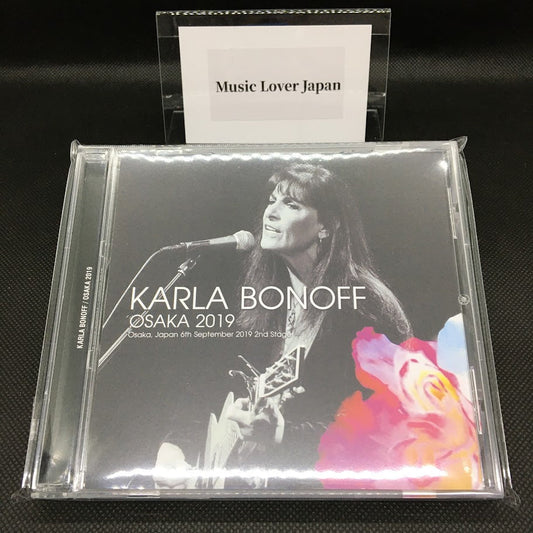 Music Lover Japan
KARLA BONOFF
OSAKA 2019
Osaka, Japan 6th September 2019 2nd Stage
KARLA BONOFF / OSAKA 2019